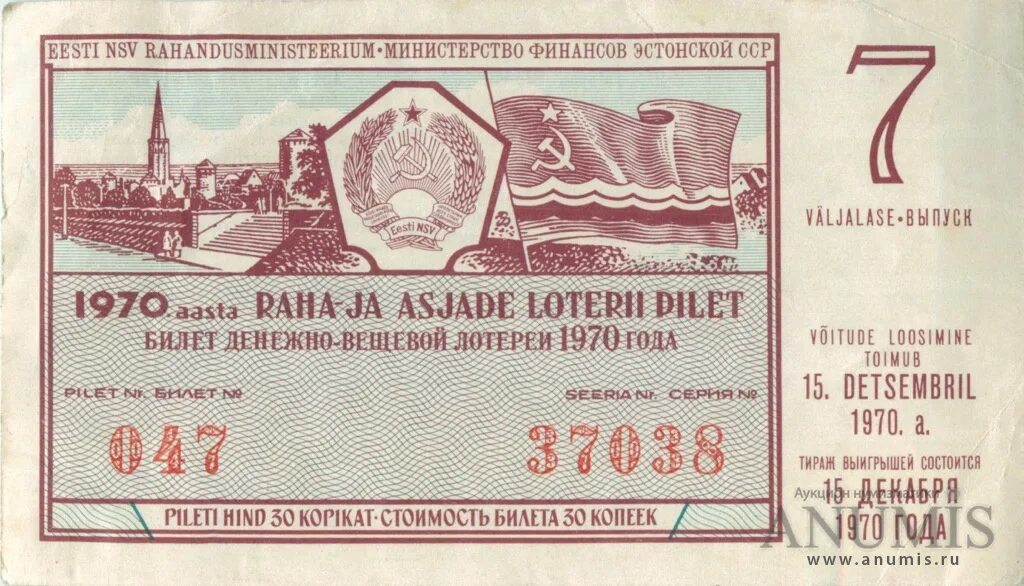 EESTI NSV RAHANDUSMINISTEERIUM • МИНИСТЕРСТВО ФИНАНСОВ ЭСТОНСКОЙ ССР
Eesti NSV
1970. aasta RAHA-JA ASJADE LOTERII PILET
БИЛЕТ ДЕНЕЖНО-ВЕЩЕВОЙ ЛОТЕРЕИ 1970 ГОДА
PILET Nr. БИЛЕТ №
SEERIA Nr. СЕРИЯ №
047
37038
PILETI HIND 30 KOPIKAT · СТОИМОСТЬ БИЛЕТА 30 КОПЕЕК
7
VÄLJALASE • ВЫПУСК
VÕITUDE LOOSIMINE
TOIMUB
15. DETSEMBRIL
1970. a.
ТИРАЖ ВЫИГРЫШЕЙ СОСТОИТСЯ
15 ДЕКАБРЯ
1970 ГОДА
Аукцион нумизматики
ANUMIS
www.anumis.ru